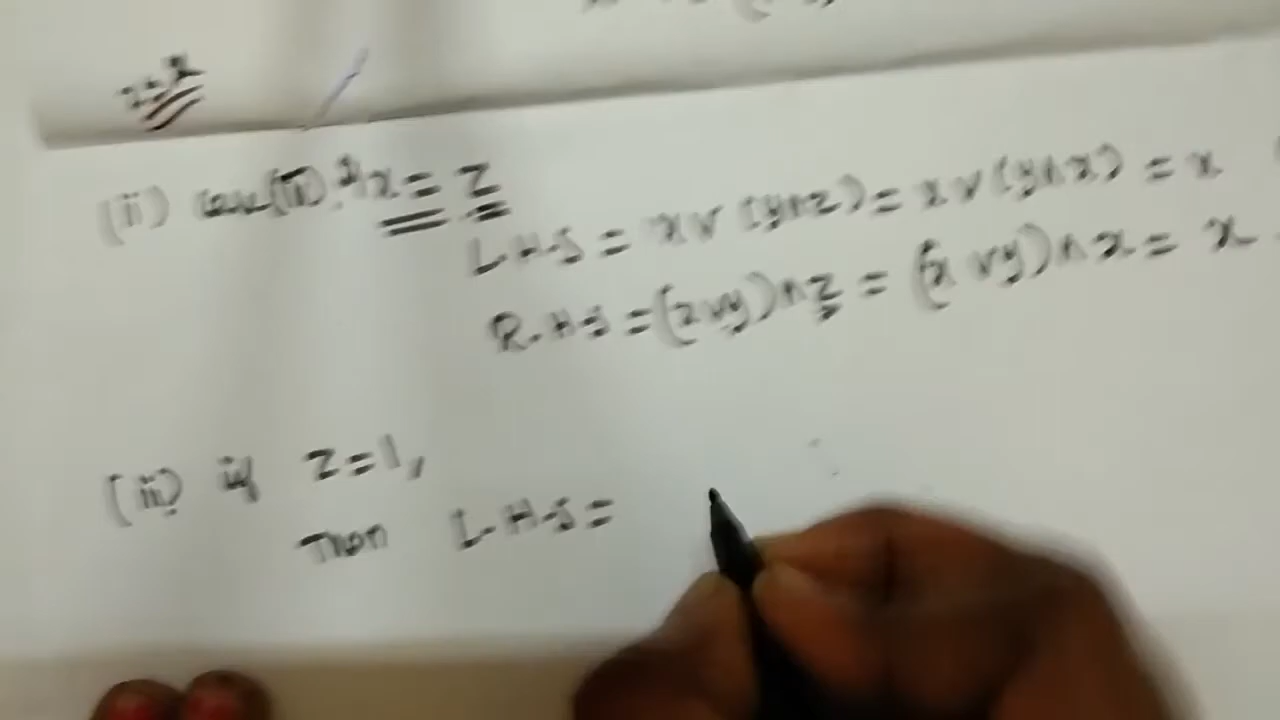 (ii) Case (ii). If x = z
L.H.S = x∨(y∧z) = x∨(y∧x) = x
R.H.S = (x∨y)∧z = (x∨y)∧x = x
(iii) if z=1,
Then L.H.S =